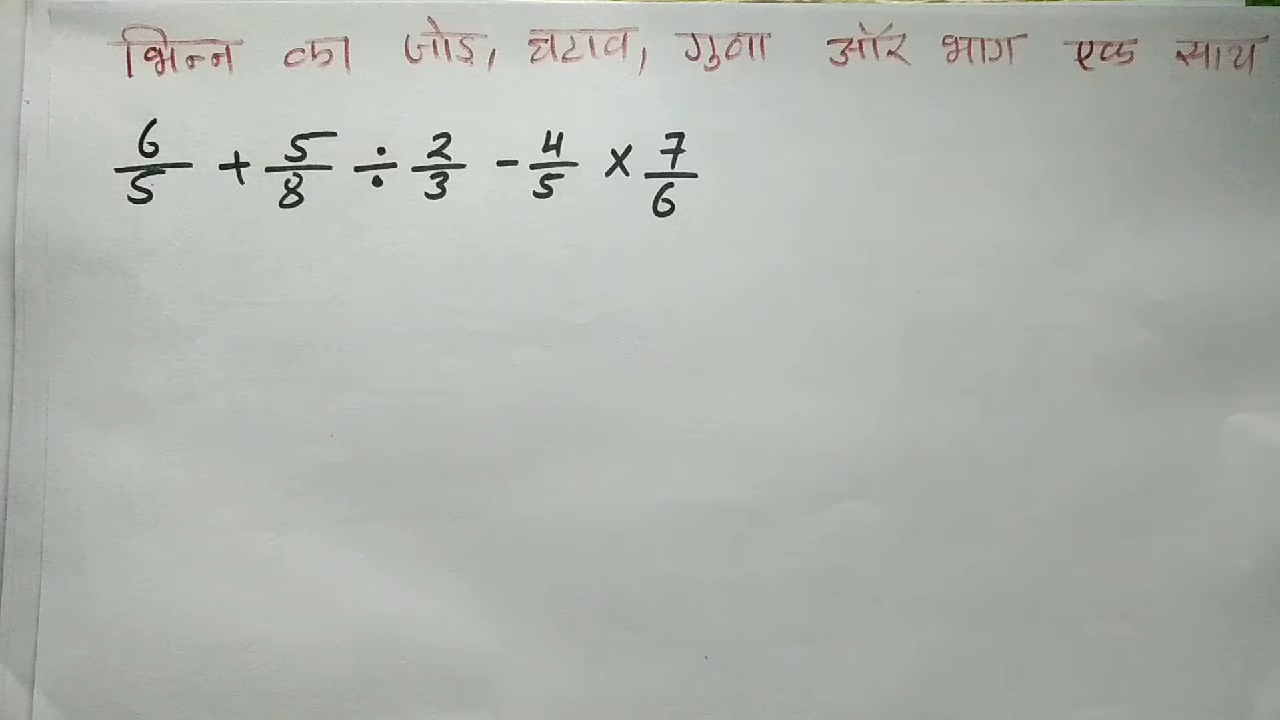 भिन्न का जोड़, घटाव, गुना और भाग एक साथ
6/5 + 5/8 ÷ 2/3 - 4/5 × 7/6